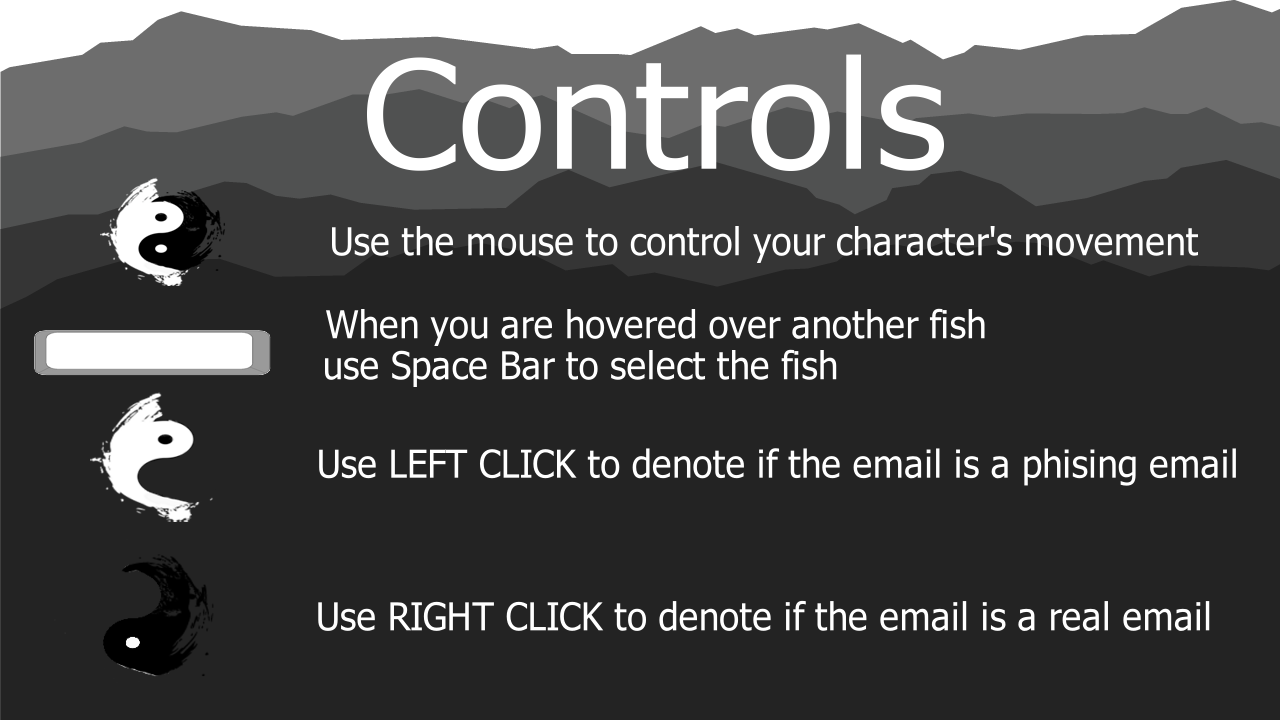 Controls
Use the mouse to control your character's movement
When you are hovered over another fish
use Space Bar to select the fish
Use LEFT CLICK to denote if the email is a phising email
Use RIGHT CLICK to denote if the email is a real email